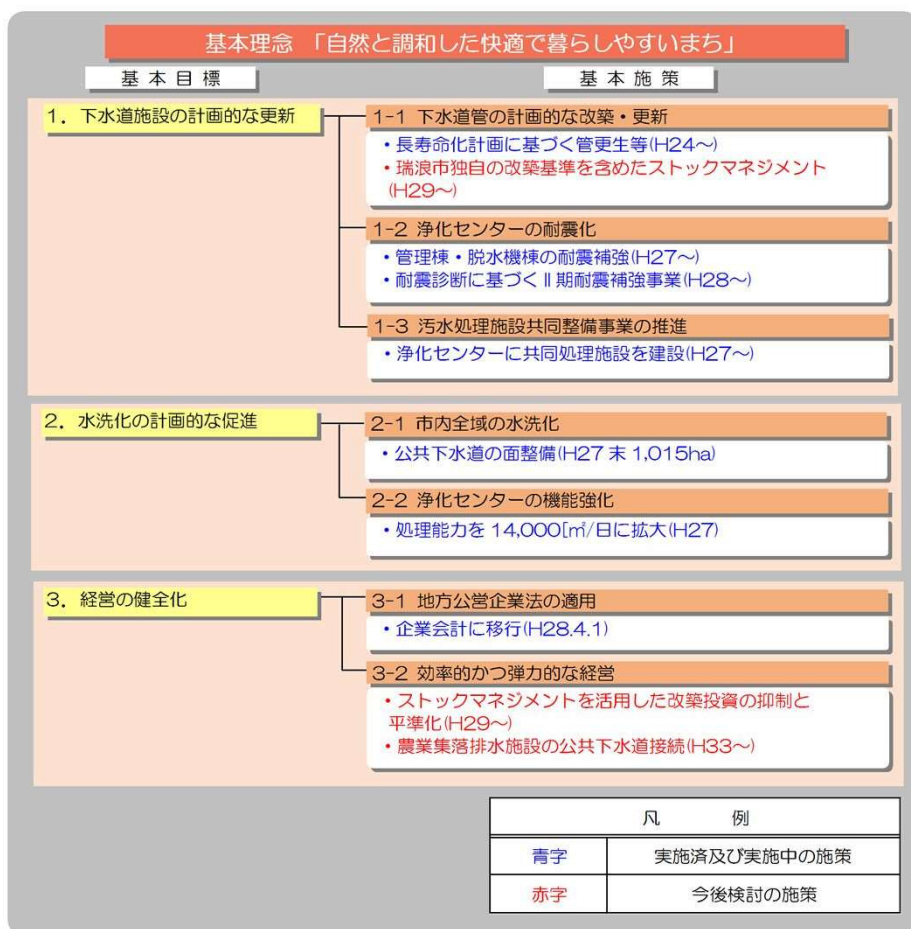 基本理念 「自然と調和した快適で暮らしやすいまち」
基 本 目 標
基 本 施 策
1．下水道施設の計画的な更新
1-1 下水道管の計画的な改築・更新
・長寿命化計画に基づく管更生等(H24～)
・瑞浪市独自の改築基準を含めたストックマネジメント
(H29～)
1-2 浄化センターの耐震化
・管理棟・脱水機棟の耐震補強(H27～)
・耐震診断に基づくⅡ期耐震補強事業(H28～)
1-3 汚水処理施設共同整備事業の推進
・浄化センターに共同処理施設を建設(H27～)
2．水洗化の計画的な促進
2-1 市内全域の水洗化
・公共下水道の面整備(H27 末 1,015ha)
2-2 浄化センターの機能強化
・処理能力を 14,000[㎥/日に拡大(H27)
3．経営の健全化
3-1 地方公営企業法の適用
・企業会計に移行(H28.4.1)
3-2 効率的かつ弾力的な経営
・ストックマネジメントを活用した改築投資の抑制と
平準化(H29～)
・農業集落排水施設の公共下水道接続(H33～)
凡 例
青字 実施済及び実施中の施策
赤字 今後検討の施策